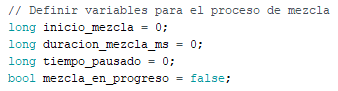 // Definir variables para el proceso de mezcla
long inicio_mezcla = 0;
long duracion_mezcla_ms = 0;
long tiempo_pausado = 0;
bool mezcla_en_progreso = false;